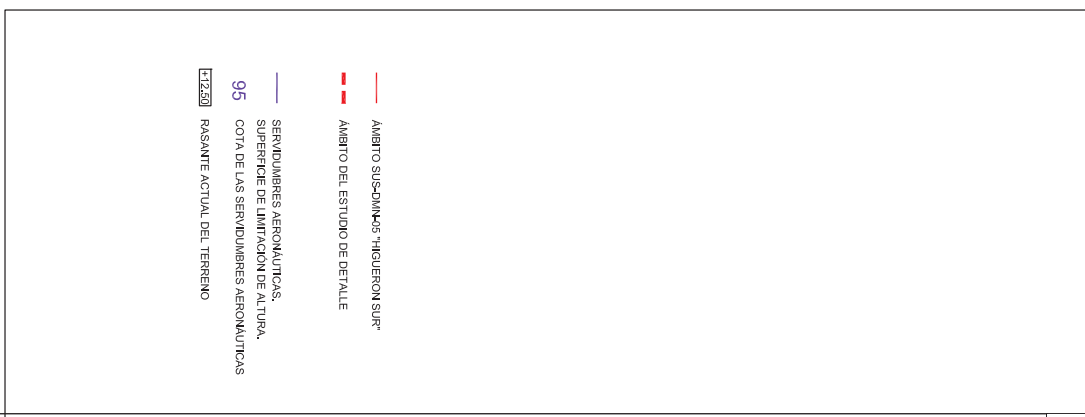 ÁMBITO SUS-DMN-05 "HIGUERON SUR"
ÁMBITO DEL ESTUDIO DE DETALLE
SERVIDUMBRES AERONÁUTICAS.
SUPERFICIE DE LIMITACIÓN DE ALTURA.
95 COTA DE LAS SERVIDUMBRES AERONÁUTICAS
+12.50 RASANTE ACTUAL DEL TERRENO